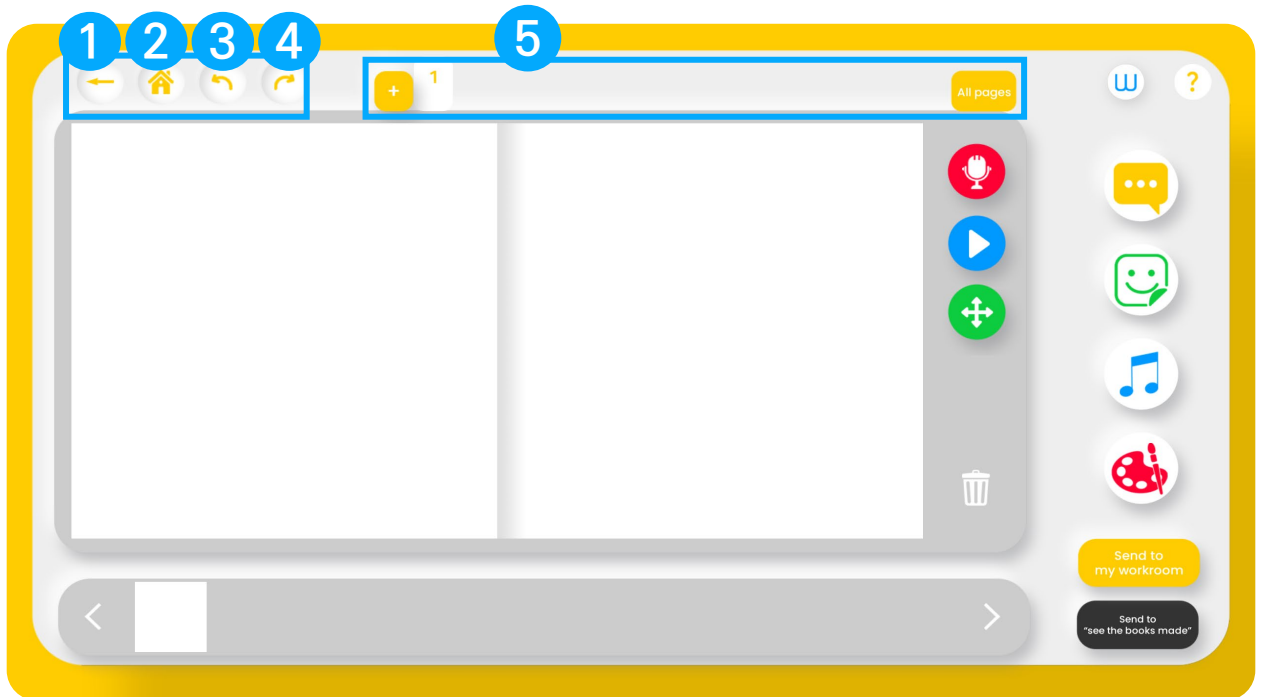 1 2 3 4 5
+ 1 All pages W ?
Send to
my workroom
Send to
"see the books made"